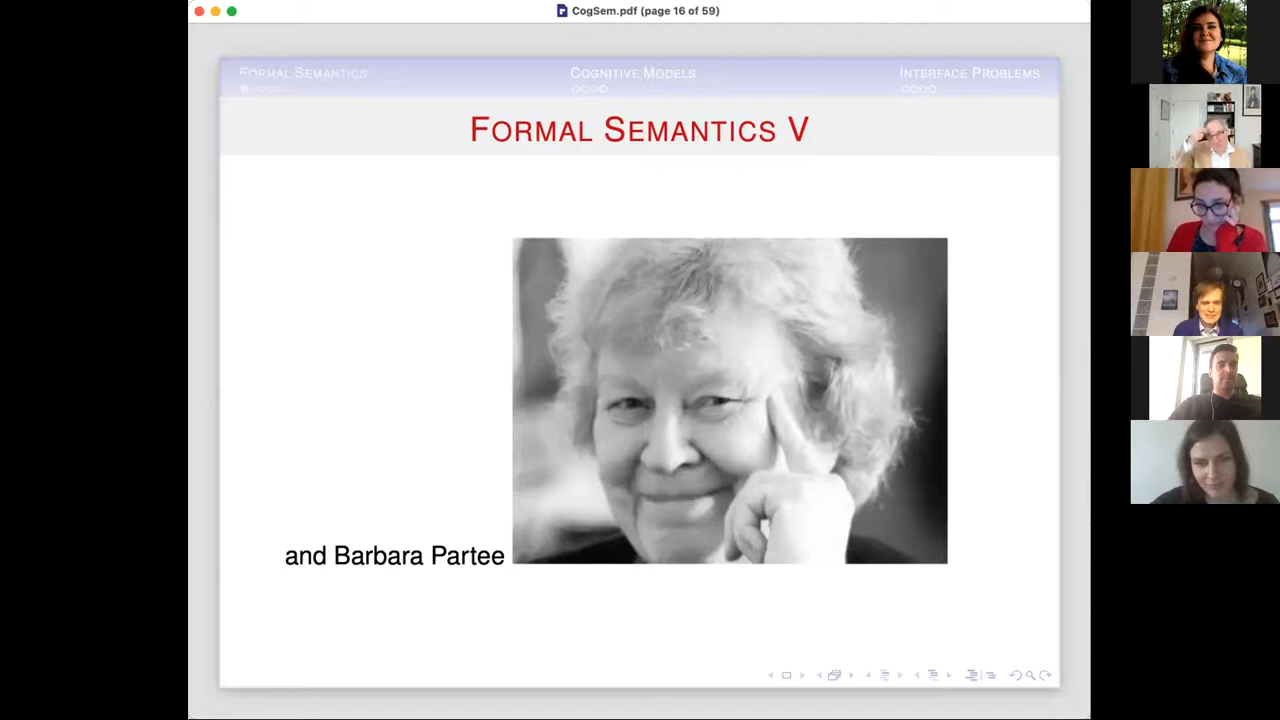 CogSem.pdf (page 16 of 59)
FORMAL SEMANTICS COGNITIVE MODELS INTERFACE PROBLEMS
FORMAL SEMANTICS V
and Barbara Partee